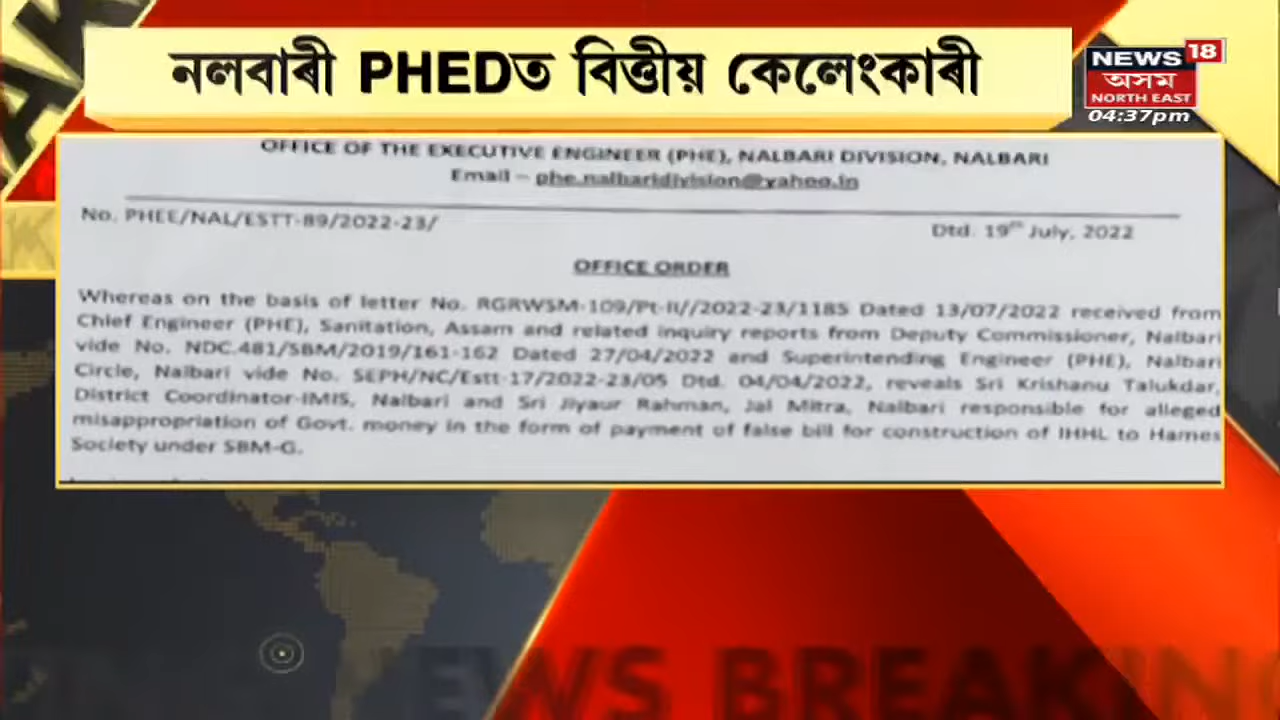 নলবাৰী PHEDত বিত্তীয় কেলেংকাৰী
NEWS 18
অসম
NORTH EAST
04:37pm
OFFICE OF THE EXECUTIVE ENGINEER (PHE), NALBARI DIVISION, NALBARI
Email – phe.nalbaridivision@yahoo.in
No. PHEE/NAL/ESTT-89/2022-23/
Dtd. 19th July, 2022
OFFICE ORDER
Whereas on the basis of letter No. RGRWSM-109/Pt-II//2022-23/1185 Dated 13/07/2022 received from
Chief Engineer (PHE), Sanitation, Assam and related inquiry reports from Deputy Commissioner, Nalbari
vide No. NDC.481/SBM/2019/161-162 Dated 27/04/2022 and Superintending Engineer (PHE), Nalbari
Circle, Nalbari vide No. SEPH/NC/Estt-17/2022-23/05 Dtd. 04/04/2022, reveals Sri Krishanu Talukdar,
District Coordinator-IMIS, Nalbari and Sri Jiyaur Rahman, Jal Mitra, Nalbari responsible for alleged
misappropriation of Govt. money in the form of payment of false bill for construction of IHHL to Hames
Society under SBM-G.
NEWS BREAKING